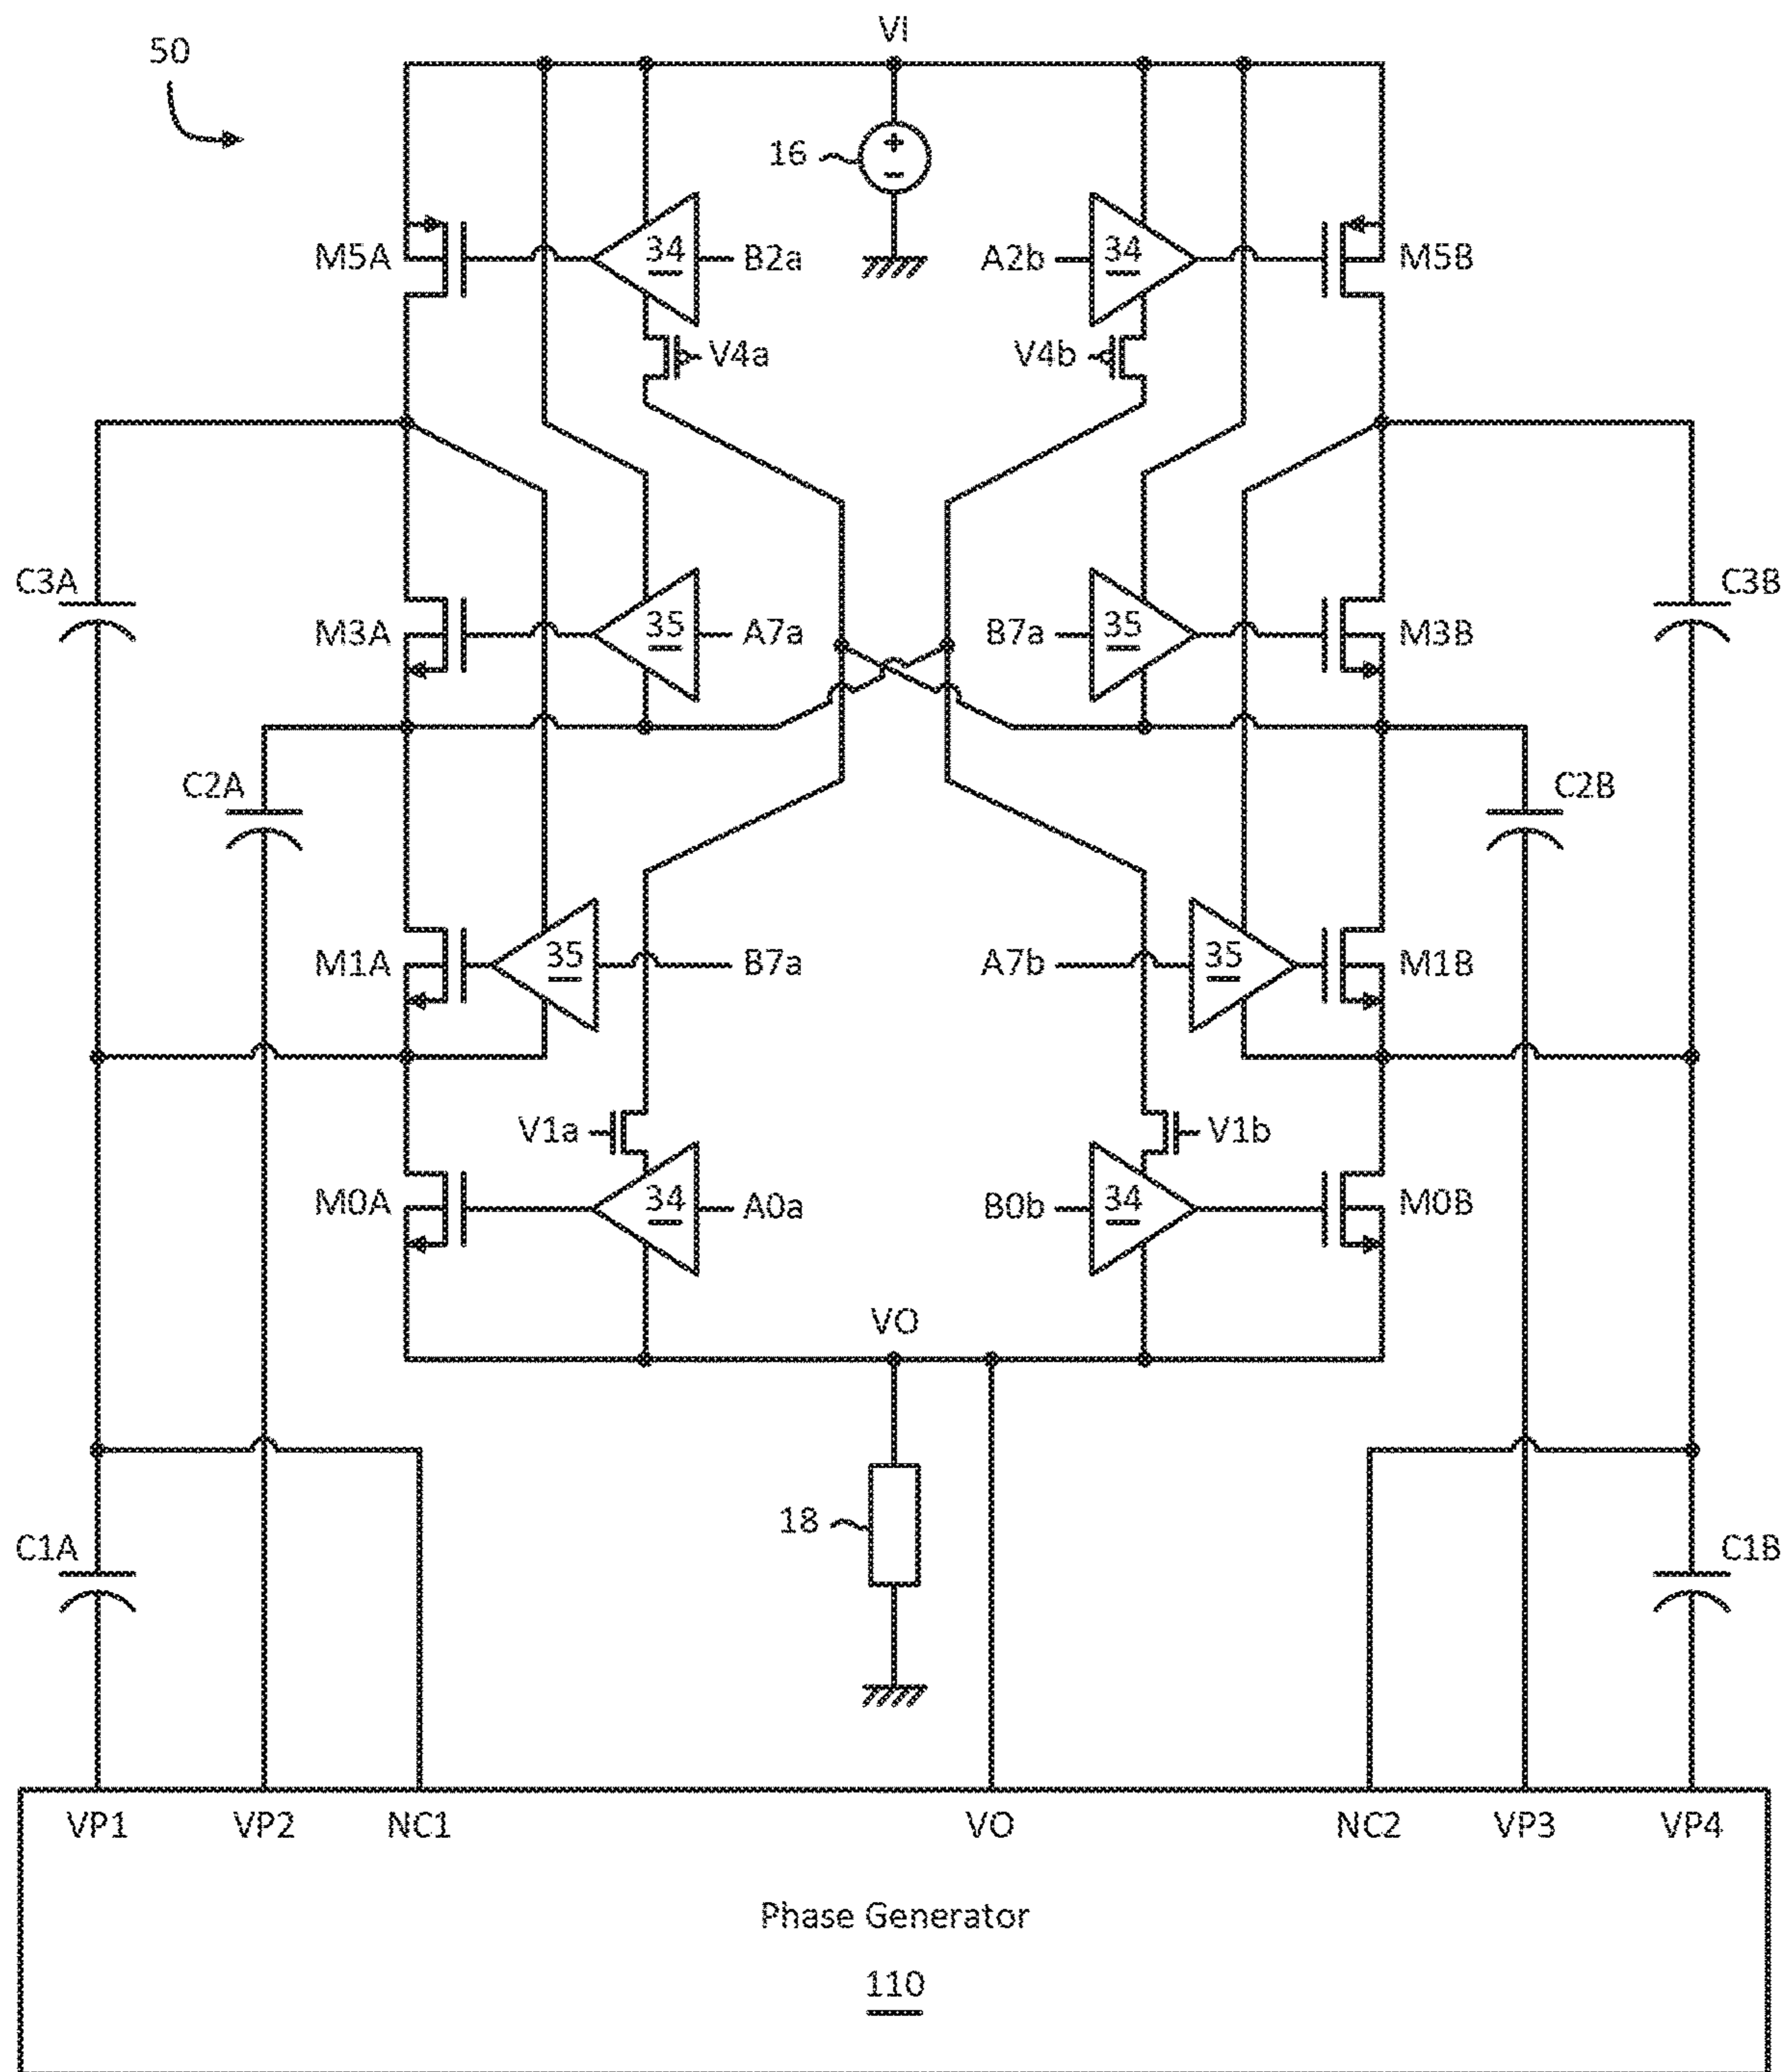 VI
50
16
+
-
M5A
34
B2a
A2b
34
M5B
V4a
V4b
C3A
C3B
M3A
35
A7a
B7a
35
M3B
C2A
C2B
M1A
35
B7a
A7b
35
M1B
V1a
V1b
M0A
34
A0a
B0b
34
M0B
VO
18
C1A
C1B
VP1
VP2
NC1
VO
NC2
VP3
VP4
Phase Generator
110